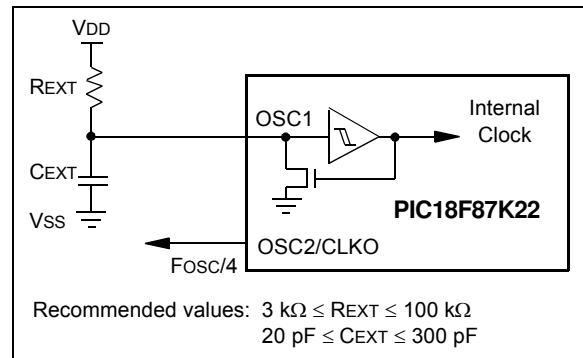 VDD
REXT
OSC1
Internal
Clock
CEXT
PIC18F87K22
VSS
OSC2/CLKO
FOSC/4
Recommended values: 3 kΩ ≤ REXT ≤ 100 kΩ
20 pF ≤ CEXT ≤ 300 pF